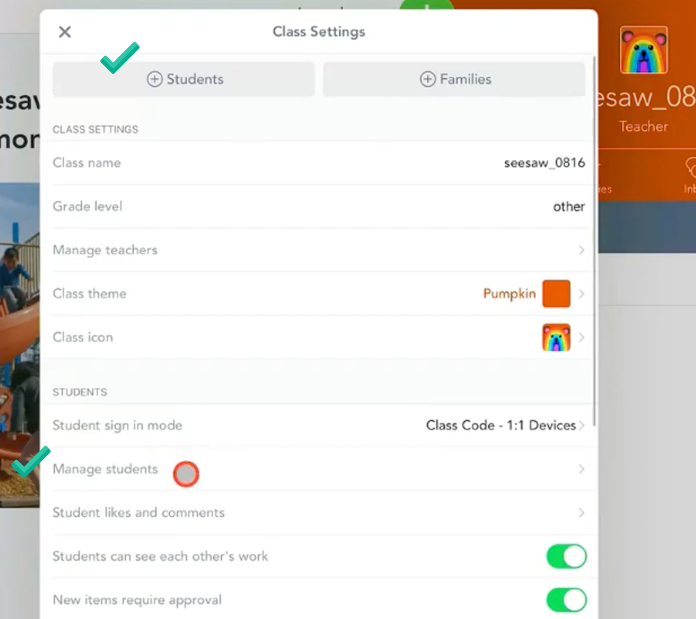 Class Settings
Students
Families
esaw_08
Teacher
CLASS SETTINGS
Class name
seesaw_0816
Grade level
other
Manage teachers
Class theme
Pumpkin
Class icon
STUDENTS
Student sign in mode
Class Code - 1:1 Devices
Manage students
Student likes and comments
Students can see each other's work
New items require approval